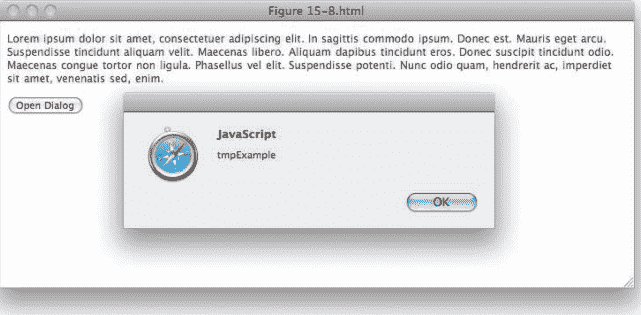 Figure 15-8.html
Lorem ipsum dolor sit amet, consectetuer adipiscing elit. In sagittis commodo ipsum. Donec est. Mauris eget arcu.
Suspendisse tincidunt aliquam velit. Maecenas libero. Aliquam dapibus tincidunt eros. Donec suscipit tincidunt odio.
Maecenas congue tortor non ligula. Phasellus vel elit. Suspendisse potenti. Nunc odio quam, hendrerit ac, imperdiet
sit amet, venenatis sed, enim.
Open Dialog
JavaScript
tmpExample
OK